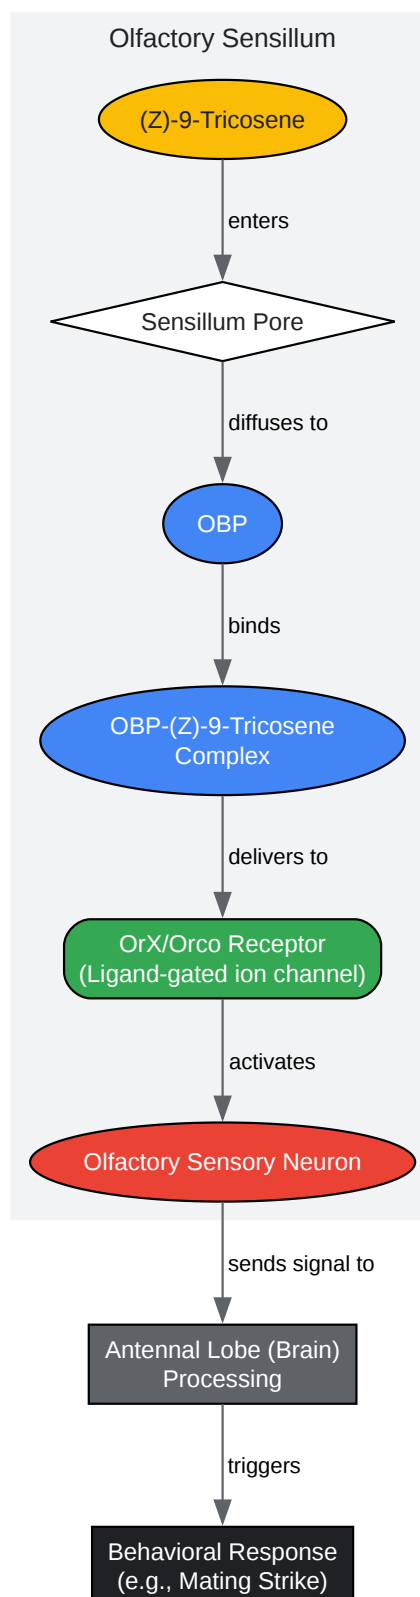 Olfactory Sensillum
(Z)-9-Tricosene
enters
Sensillum Pore
diffuses to
OBP
binds
OBP-(Z)-9-Tricosene
Complex
delivers to
OrX/Orco Receptor
(Ligand-gated ion channel)
activates
Olfactory Sensory Neuron
sends signal to
Antennal Lobe (Brain)
Processing
triggers
Behavioral Response
(e.g., Mating Strike)